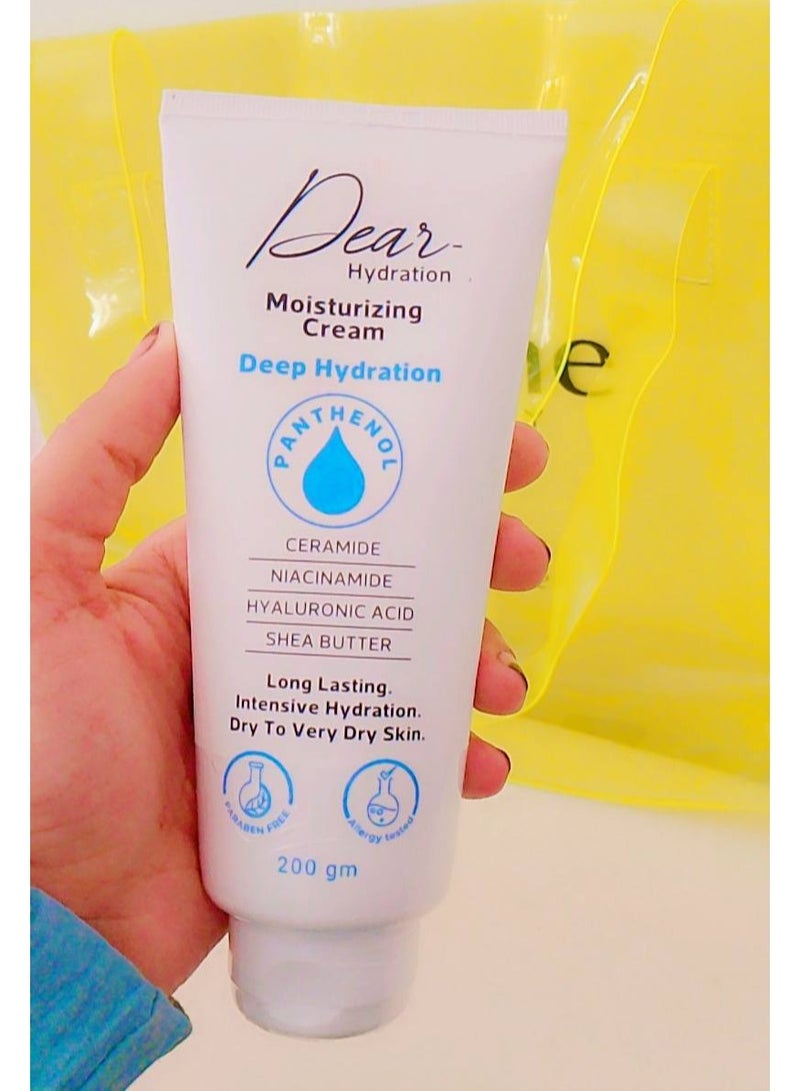 Dear-
Hydration
Moisturizing
Cream
Deep Hydration
PANTHENOL
CERAMIDE
NIACINAMIDE
HYALURONIC ACID
SHEA BUTTER
Long Lasting.
Intensive Hydration.
Dry To Very Dry Skin.
PARABEN FREE
Allergy tested
200 gm